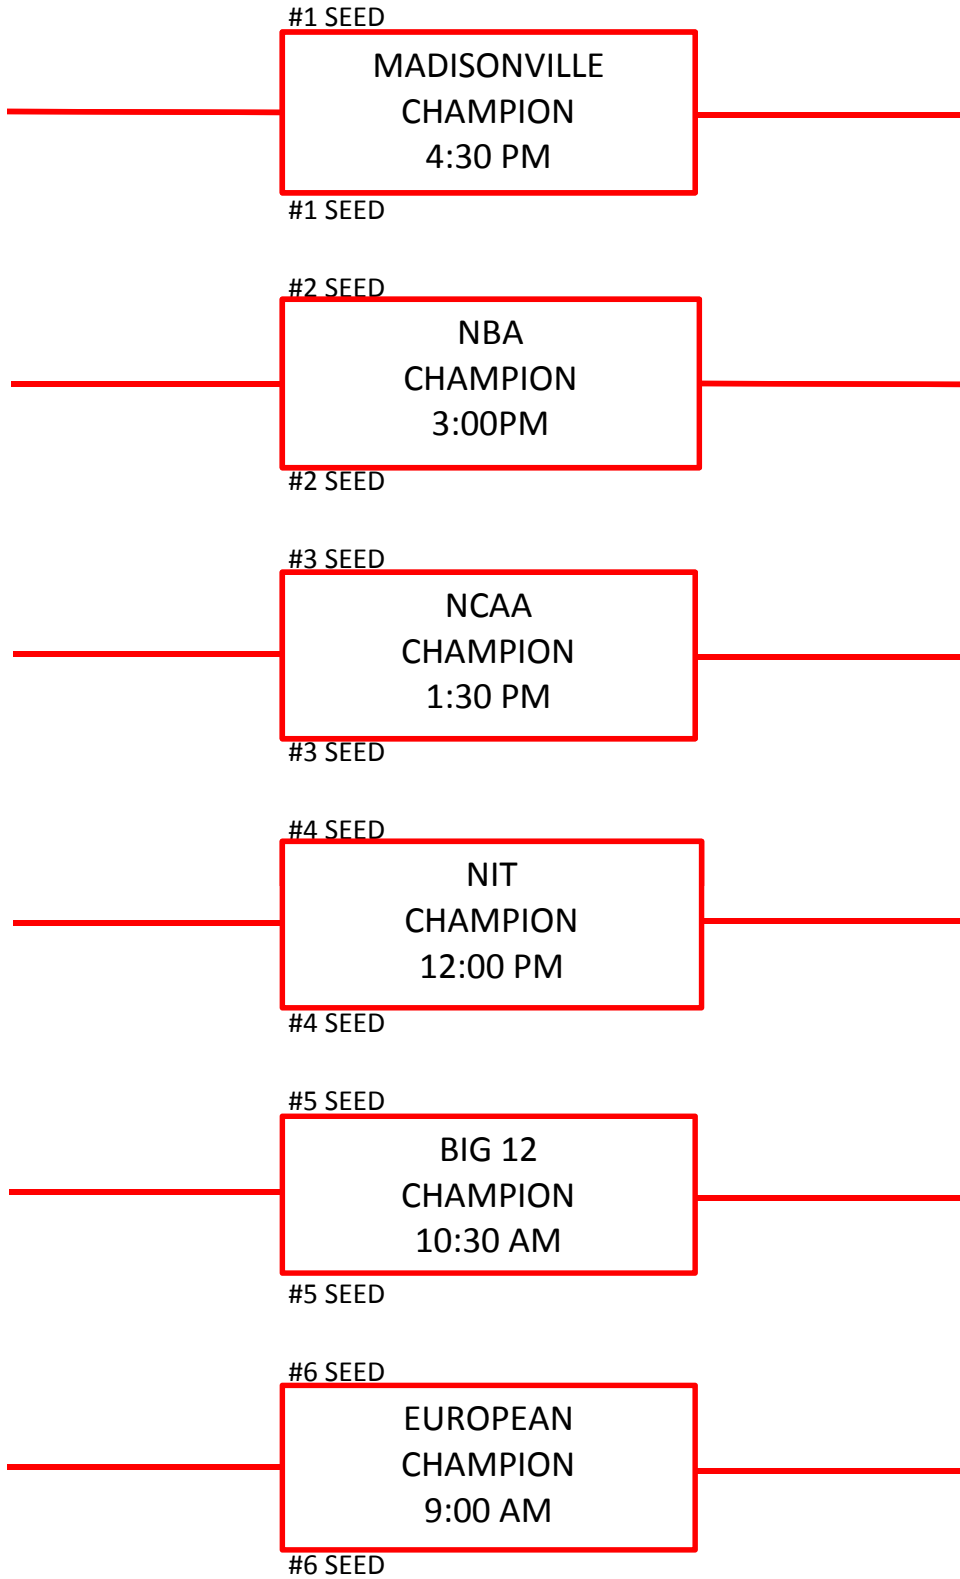 #1 SEED
MADISONVILLE
CHAMPION
4:30 PM
#1 SEED
#2 SEED
NBA
CHAMPION
3:00PM
#2 SEED
#3 SEED
NCAA
CHAMPION
1:30 PM
#3 SEED
#4 SEED
NIT
CHAMPION
12:00 PM
#4 SEED
#5 SEED
BIG 12
CHAMPION
10:30 AM
#5 SEED
#6 SEED
EUROPEAN
CHAMPION
9:00 AM
#6 SEED